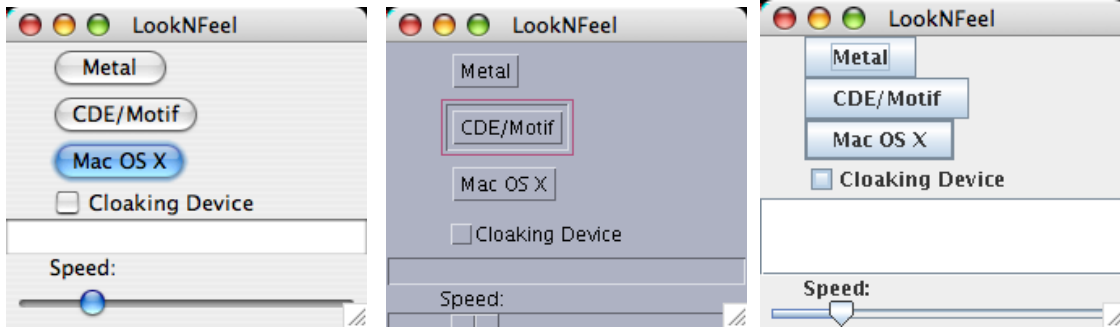 LookNFeel
Metal
CDE/Motif
Mac OS X
Cloaking Device
Speed:
LookNFeel
Metal
CDE/Motif
Mac OS X
Cloaking Device
Speed:
LookNFeel
Metal
CDE/Motif
Mac OS X
Cloaking Device
Speed: